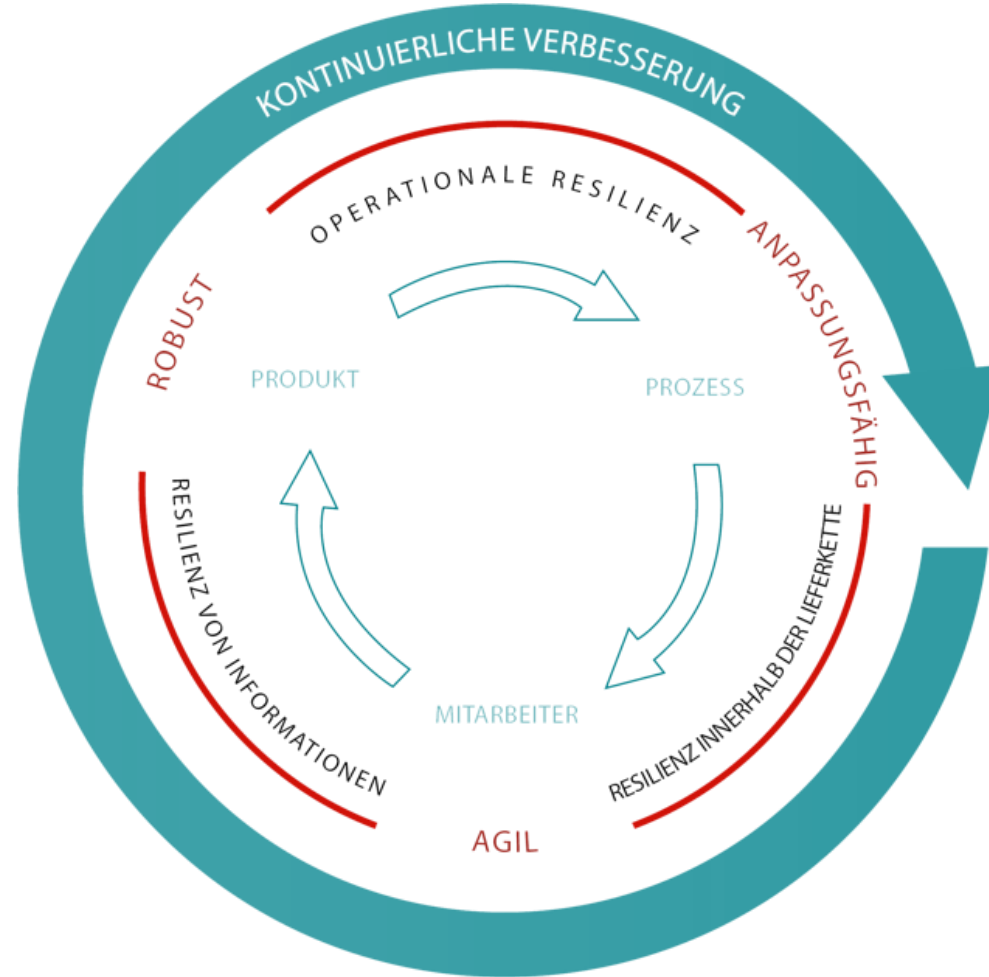 KONTINUIERLICHE VERBESSERUNG
OPERATIONALE RESILIENZ
ANPASSUNGSFÄHIG
ROBUST
PRODUKT
PROZESS
RESILIENZ VON INFORMATIONEN
RESILIENZ INNERHALB DER LIEFERKETTE
MITARBEITER
AGIL